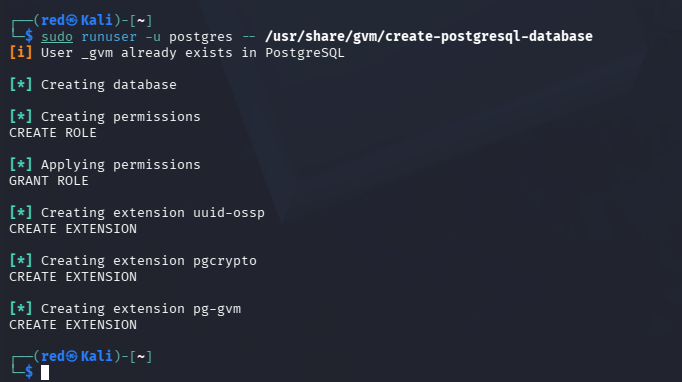 ┌──(red㉿Kali)-[~]
└─$ sudo runuser -u postgres -- /usr/share/gvm/create-postgresql-database
[i] User _gvm already exists in PostgreSQL
[*] Creating database
[*] Creating permissions
CREATE ROLE
[*] Applying permissions
GRANT ROLE
[*] Creating extension uuid-ossp
CREATE EXTENSION
[*] Creating extension pgcrypto
CREATE EXTENSION
[*] Creating extension pg-gvm
CREATE EXTENSION
┌──(red㉿Kali)-[~]
└─$